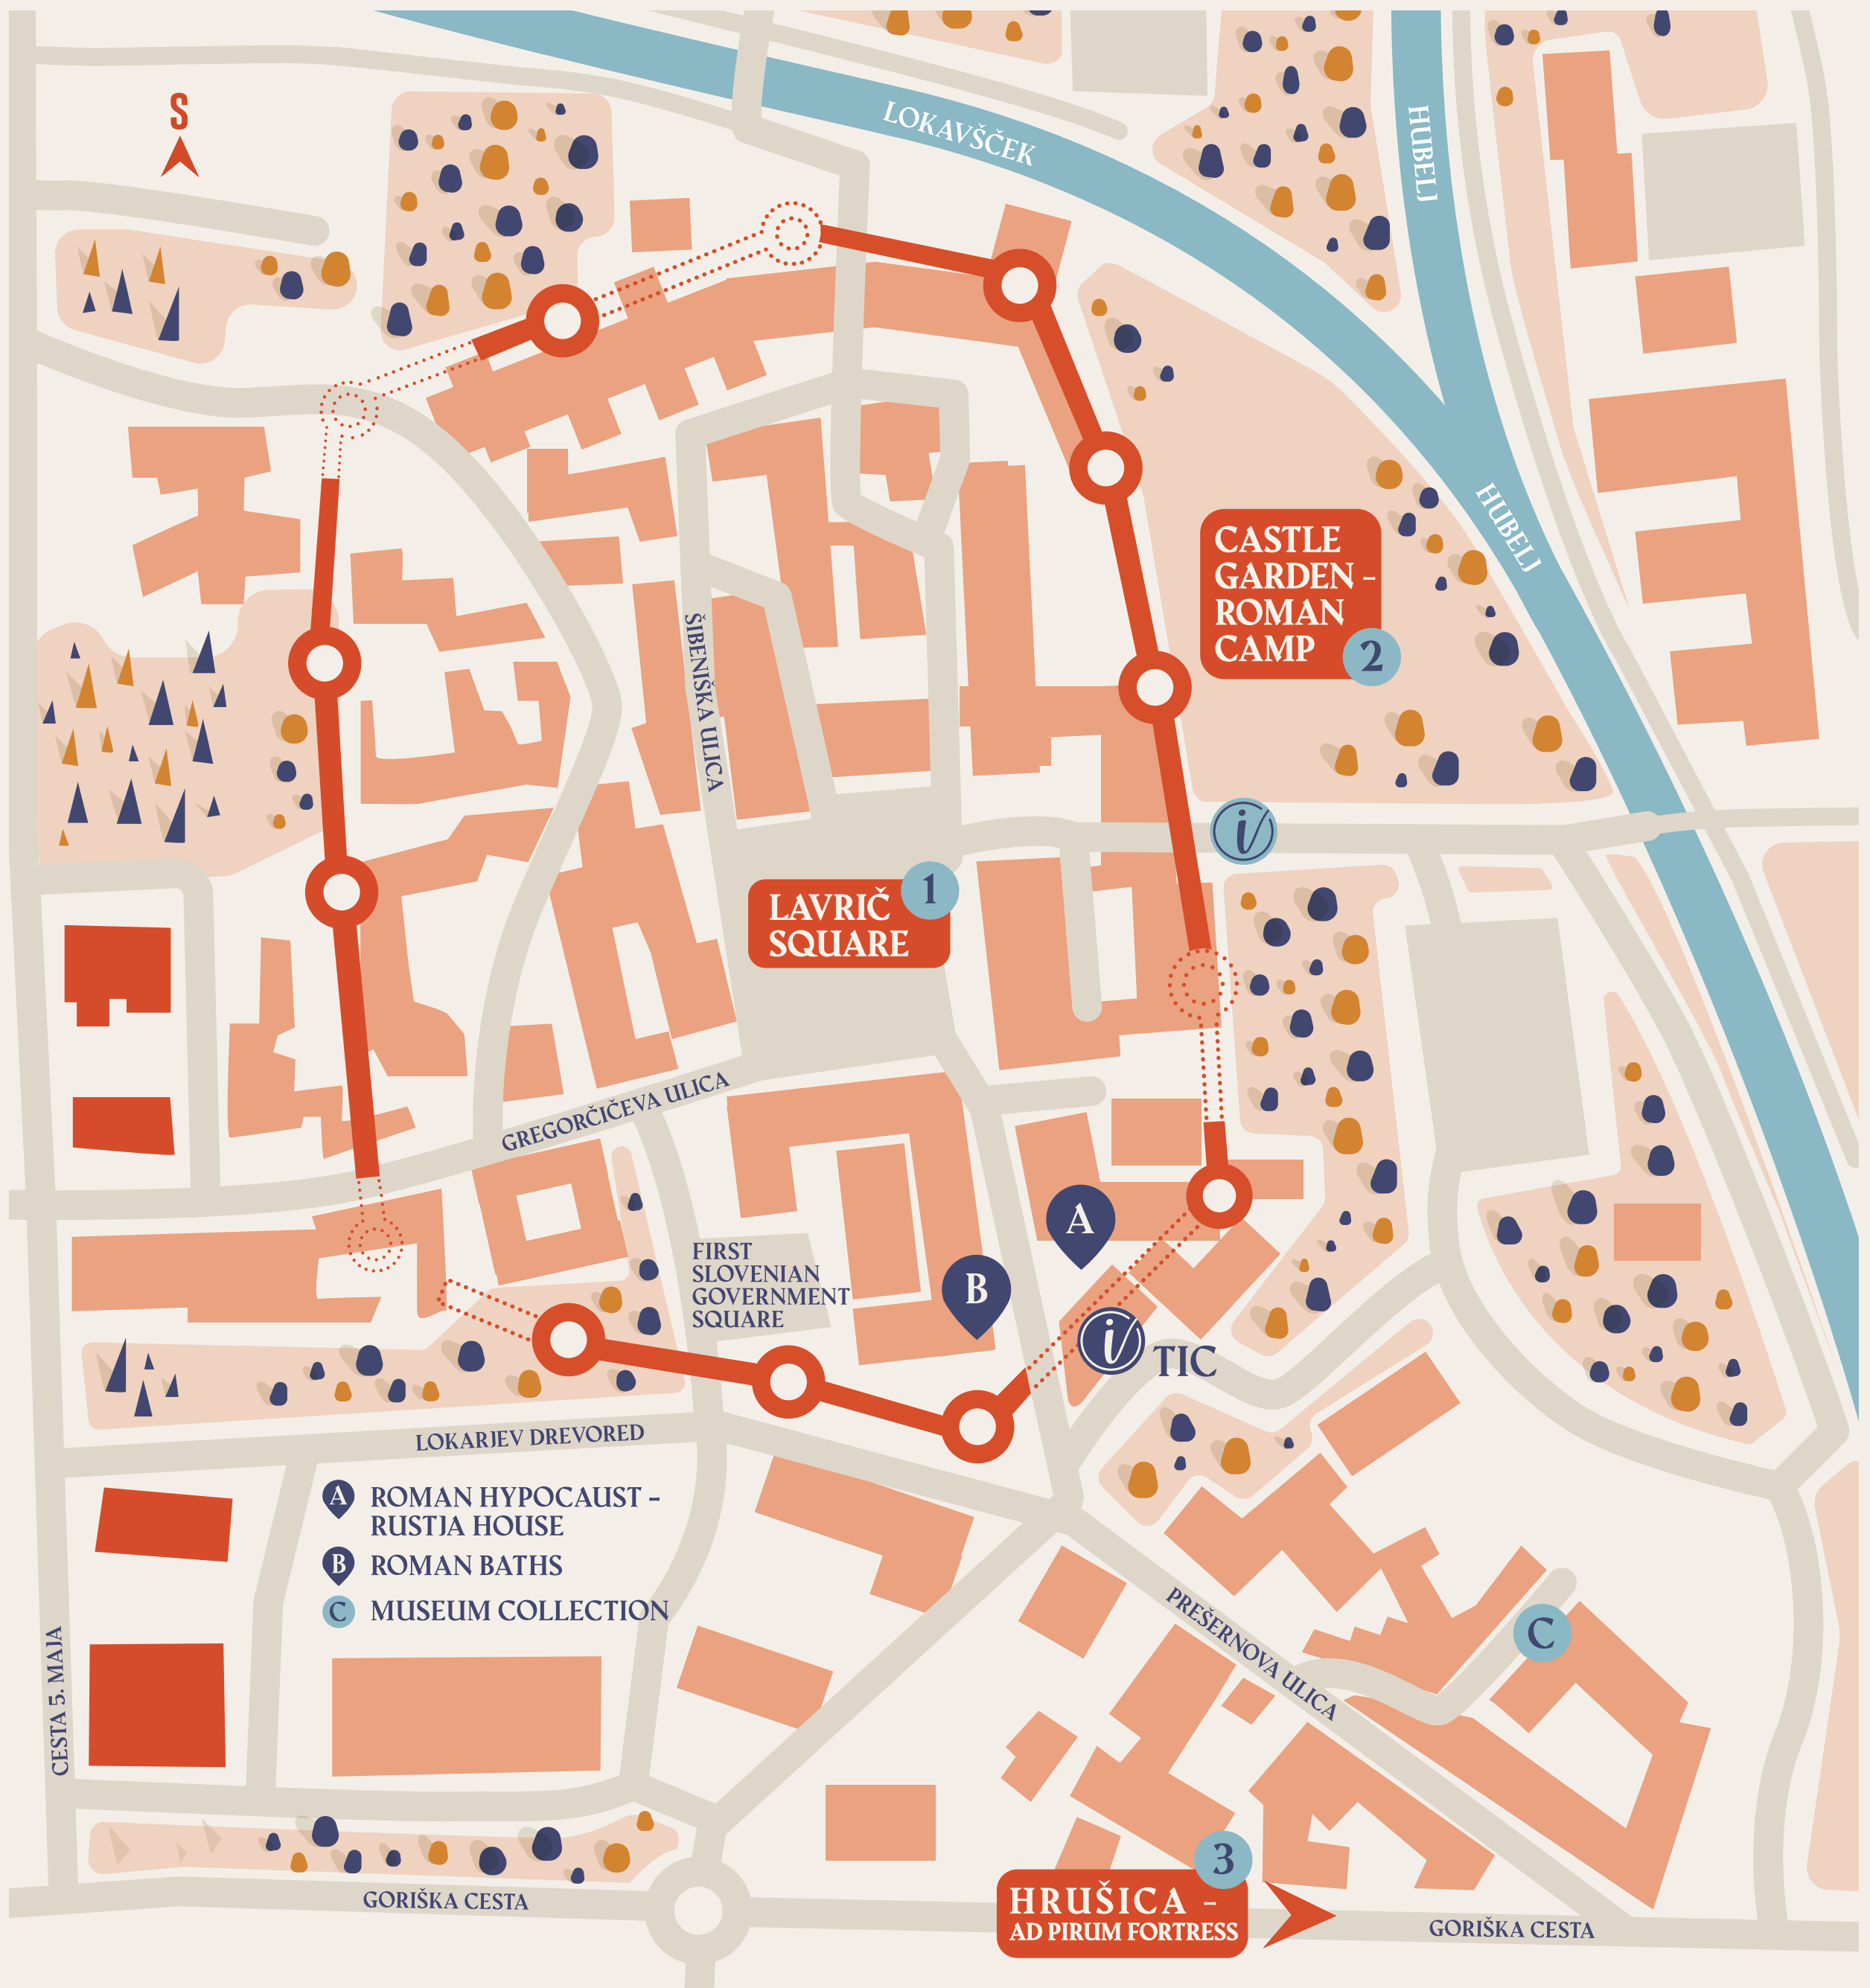 S
LOKAVŠČEK
HUBELJ
HUBELJ
CASTLE
GARDEN -
ROMAN
CAMP
2
ŠIBENIŠKA ULICA
i
1
LAVRIČ
SQUARE
GREGORČIČEVA ULICA
A
FIRST
SLOVENIAN
GOVERNMENT
SQUARE
B
i
TIC
LOKARJEV DREVORED
A
ROMAN HYPOCAUST -
RUSTJA HOUSE
B
ROMAN BATHS
C
MUSEUM COLLECTION
CESTA 5. MAJA
PREŠERNOVA ULICA
C
3
HRUŠICA -
AD PIRUM FORTRESS
GORIŠKA CESTA
GORIŠKA CESTA